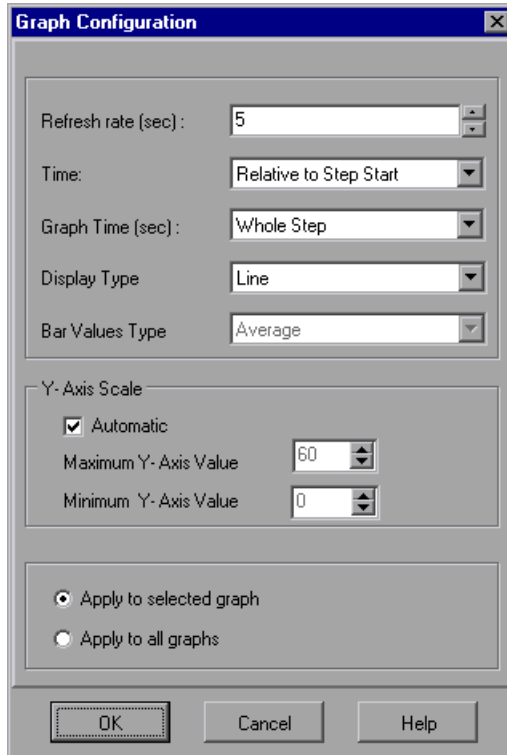 Graph Configuration
Refresh rate (sec) : 5
Time: Relative to Step Start
Graph Time (sec) : Whole Step
Display Type Line
Bar Values Type Average
Y- Axis Scale
Automatic
Maximum Y- Axis Value 60
Minimum Y- Axis Value 0
Apply to selected graph
Apply to all graphs
OK Cancel Help